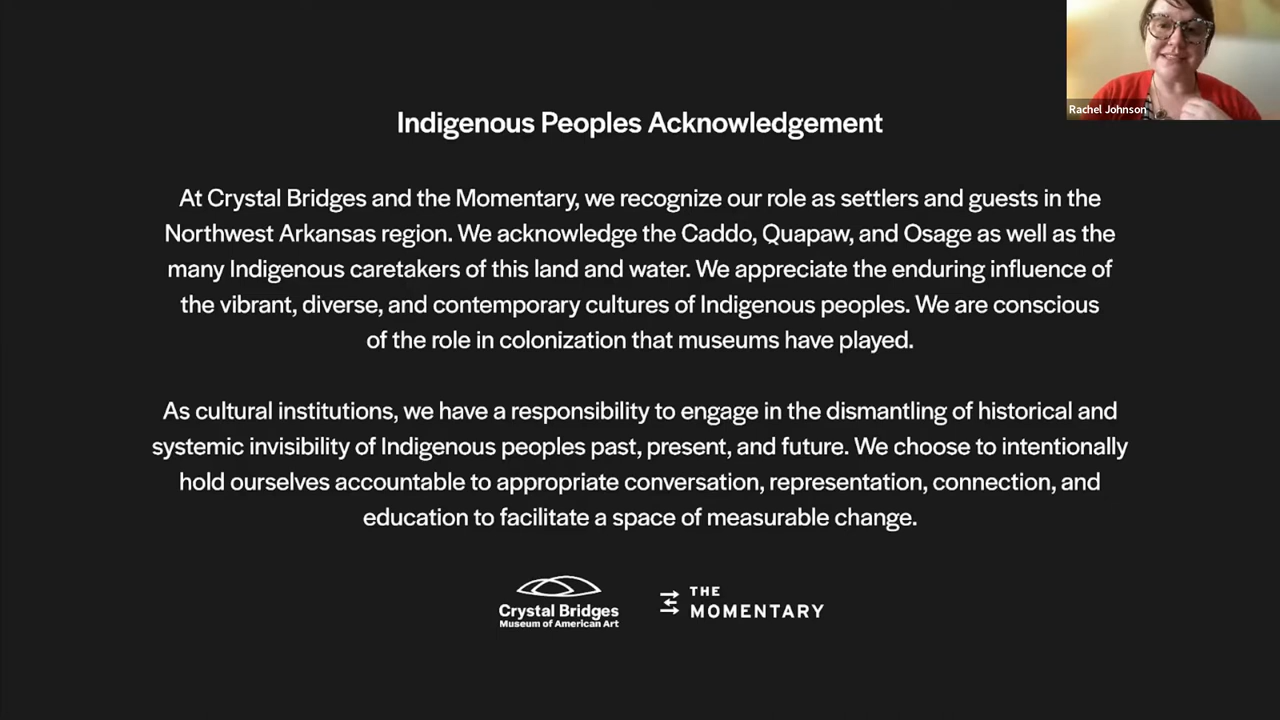 Indigenous Peoples Acknowledgement
At Crystal Bridges and the Momentary, we recognize our role as settlers and guests in the
Northwest Arkansas region. We acknowledge the Caddo, Quapaw, and Osage as well as the
many Indigenous caretakers of this land and water. We appreciate the enduring influence of
the vibrant, diverse, and contemporary cultures of Indigenous peoples. We are conscious
of the role in colonization that museums have played.
As cultural institutions, we have a responsibility to engage in the dismantling of historical and
systemic invisibility of Indigenous peoples past, present, and future. We choose to intentionally
hold ourselves accountable to appropriate conversation, representation, connection, and
education to facilitate a space of measurable change.
Crystal Bridges
Museum of American Art
THE
MOMENTARY
Rachel Johnson